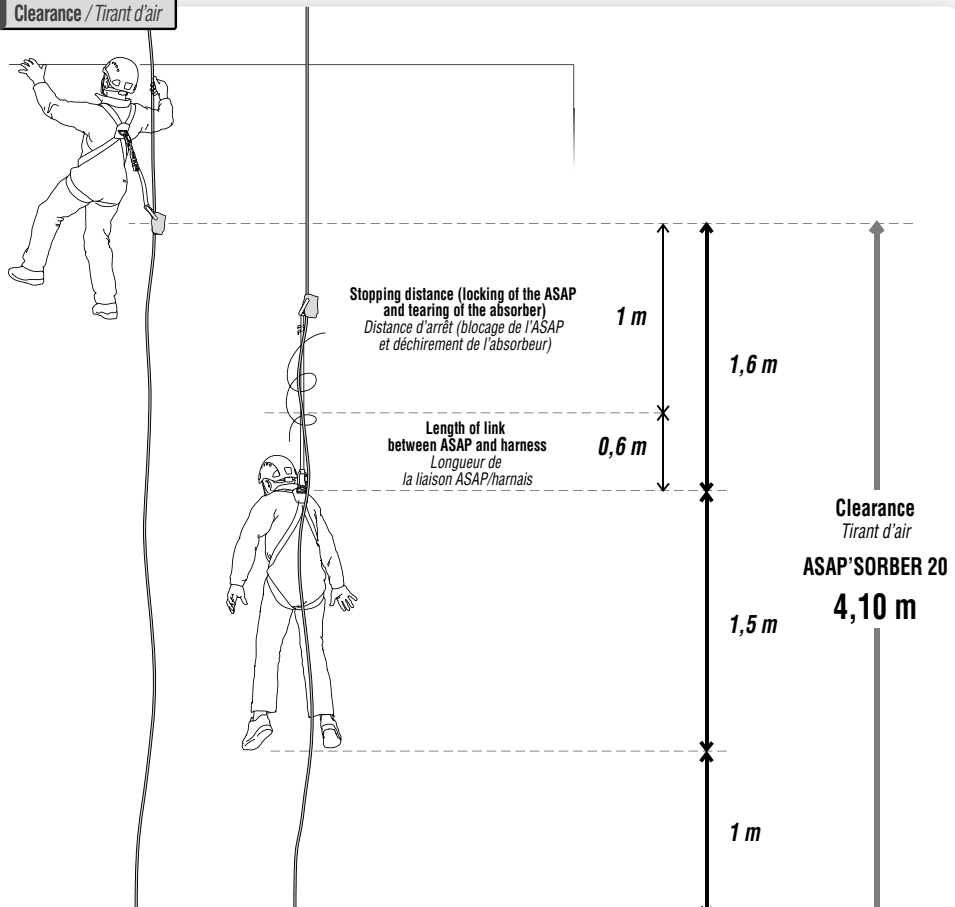 Clearance / Tirant d'air
Stopping distance (locking of the ASAP
and tearing of the absorber)
Distance d'arrêt (blocage de l'ASAP
et déchirement de l'absorbeur)
1 m
1,6 m
Length of link
between ASAP and harness
Longueur de
la liaison ASAP/harnais
0,6 m
Clearance
Tirant d'air
ASAP'SORBER 20
4,10 m
1,5 m
1 m